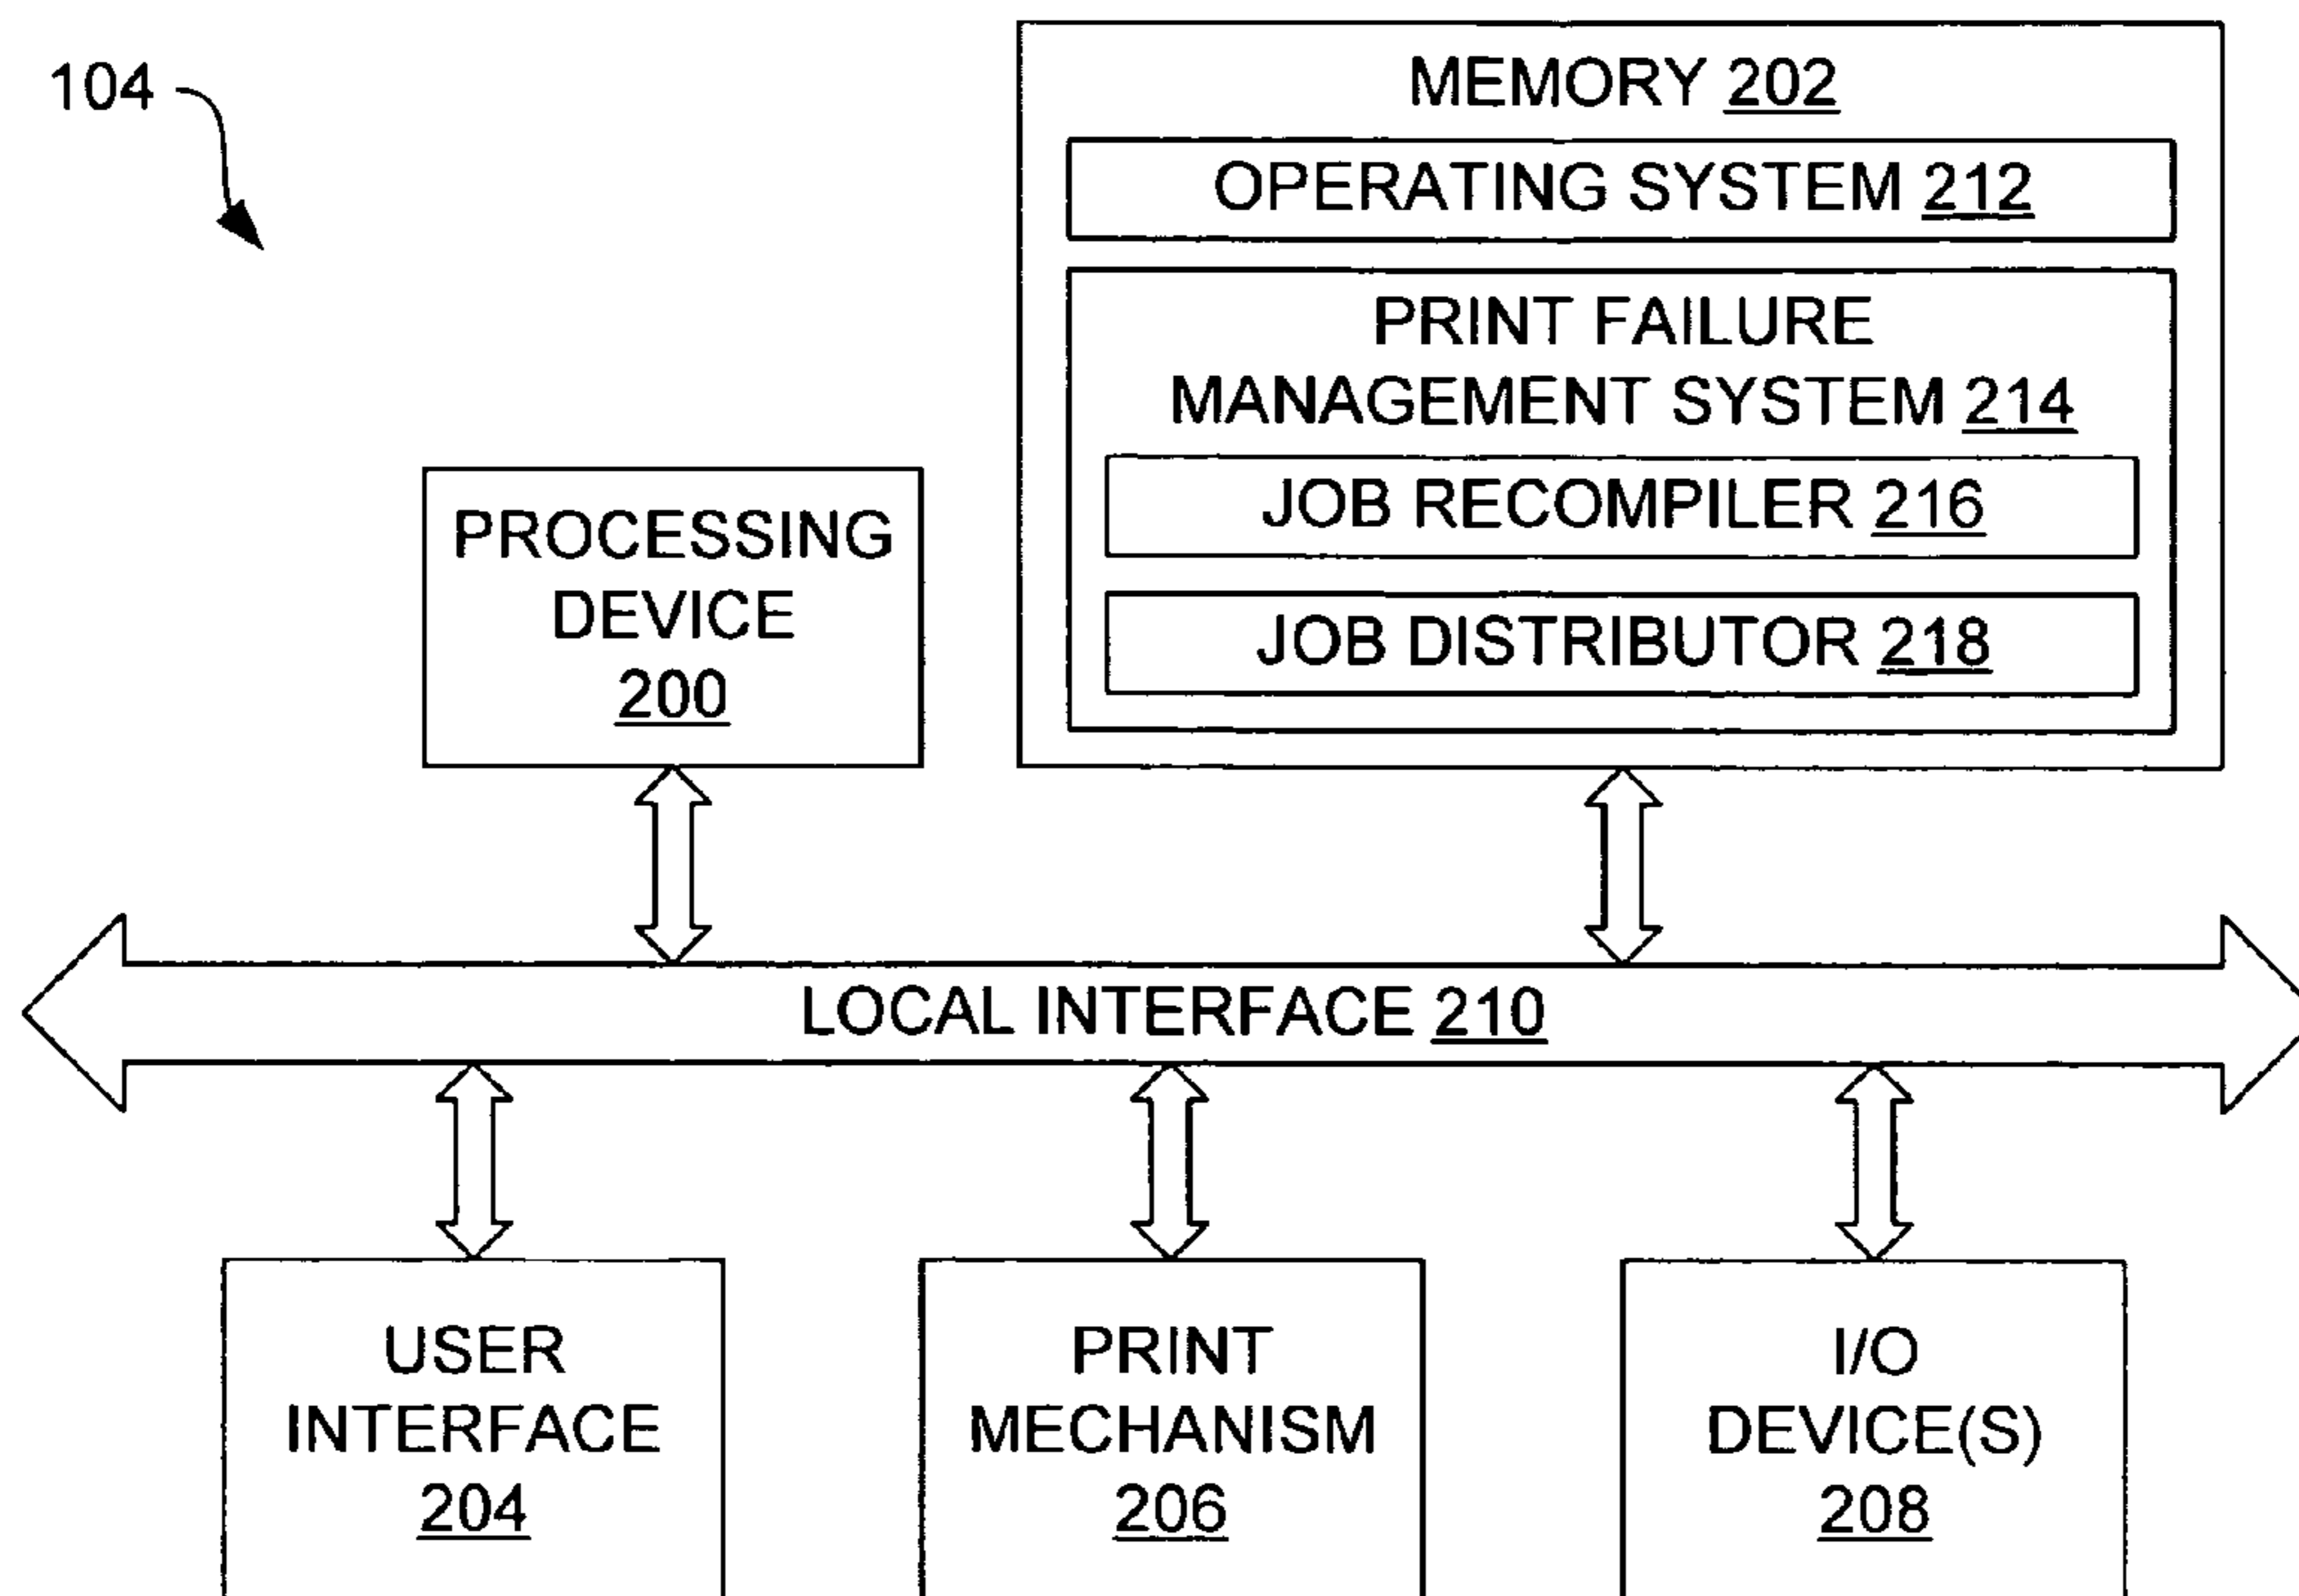 104
MEMORY 202
OPERATING SYSTEM 212
PRINT FAILURE
MANAGEMENT SYSTEM 214
JOB RECOMPILER 216
JOB DISTRIBUTOR 218
PROCESSING
DEVICE
200
LOCAL INTERFACE 210
USER
INTERFACE
204
PRINT
MECHANISM
206
I/O
DEVICE(S)
208